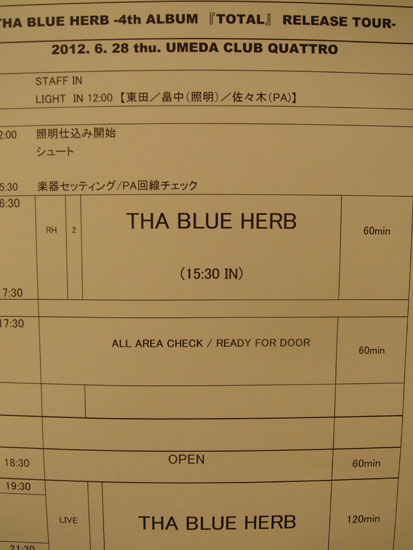 THA BLUE HERB -4th ALBUM 『TOTAL』 RELEASE TOUR-
2012. 6. 28 thu. UMEDA CLUB QUATTRO
STAFF IN
LIGHT IN 12:00 【東田／畠中（照明）／佐々木（PA）】
2:00 照明仕込み開始
シュート
5:30 楽器セッティング/PA回線チェック
6:30
RH 2 THA BLUE HERB 60min
(15:30 IN)
17:30
17:30
ALL AREA CHECK / READY FOR DOOR
60min
18:30 OPEN 60min
19:30
LIVE THA BLUE HERB 120min
21:30